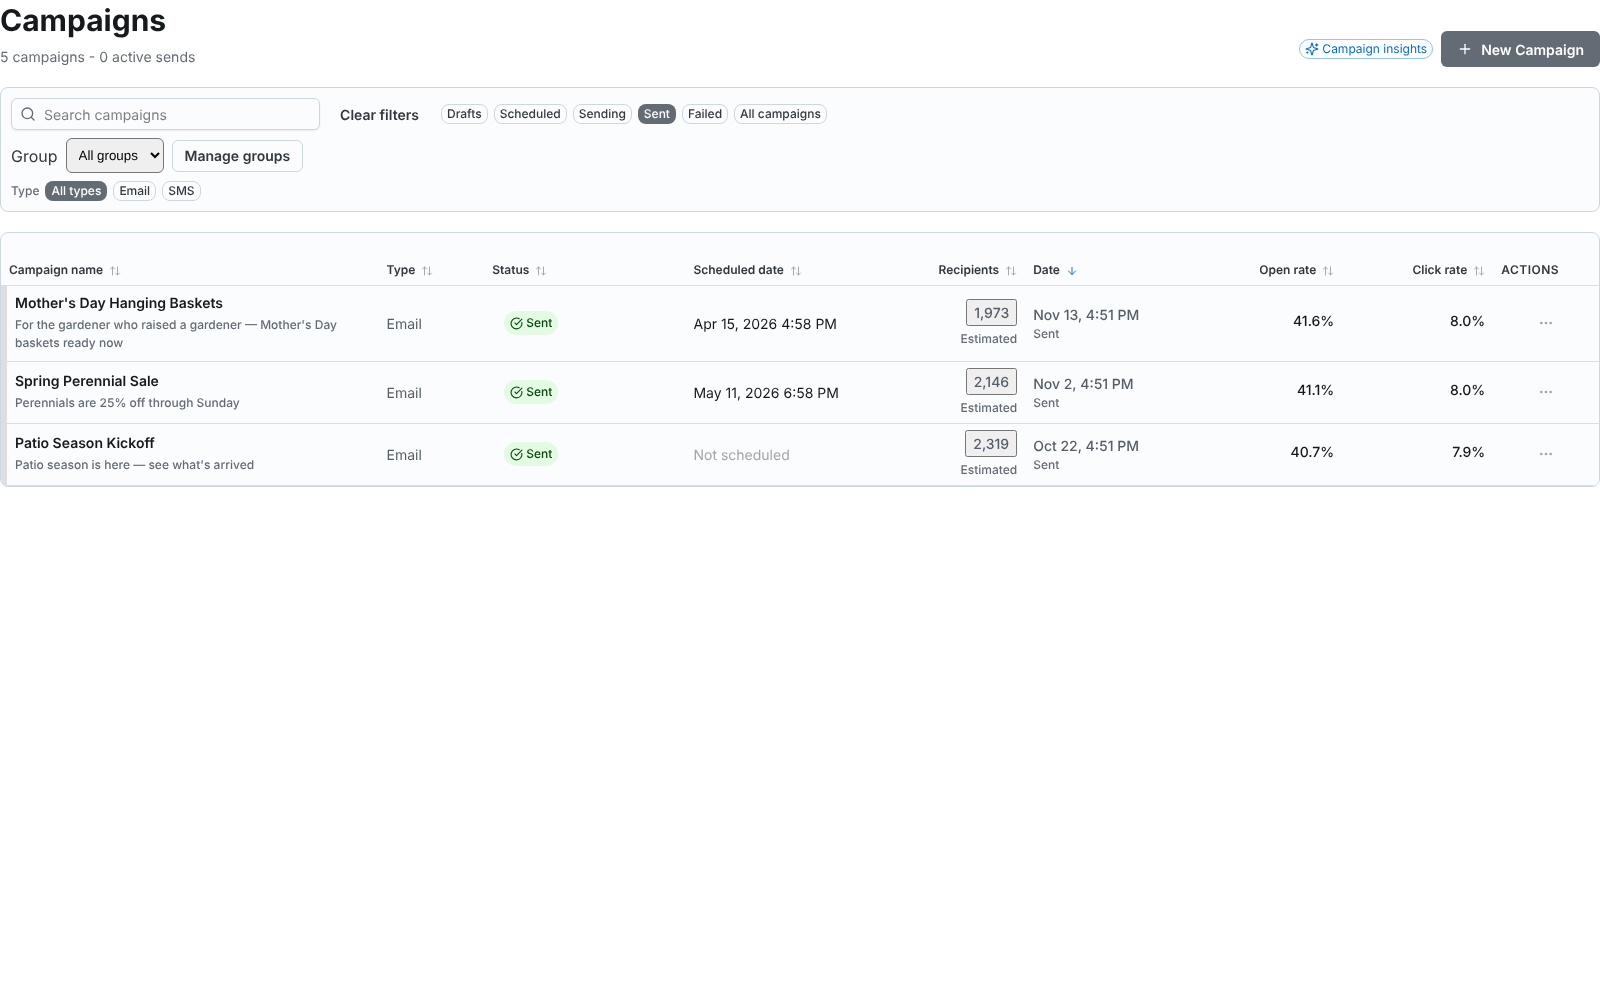 Campaigns
5 campaigns - 0 active sends
Campaign insights
New Campaign
Search campaigns
Clear filters
Drafts
Scheduled
Sending
Sent
Failed
All campaigns
Group
All groups
Manage groups
Type
All types
Email
SMS
Campaign name
Type
Status
Scheduled date
Recipients
Date
Open rate
Click rate
ACTIONS
Mother's Day Hanging Baskets
For the gardener who raised a gardener — Mother's Day
baskets ready now
Email
Sent
Apr 15, 2026 4:58 PM
1,973
Estimated
Nov 13, 4:51 PM
Sent
41.6%
8.0%
Spring Perennial Sale
Perennials are 25% off through Sunday
Email
Sent
May 11, 2026 6:58 PM
2,146
Estimated
Nov 2, 4:51 PM
Sent
41.1%
8.0%
Patio Season Kickoff
Patio season is here — see what's arrived
Email
Sent
Not scheduled
2,319
Estimated
Oct 22, 4:51 PM
Sent
40.7%
7.9%